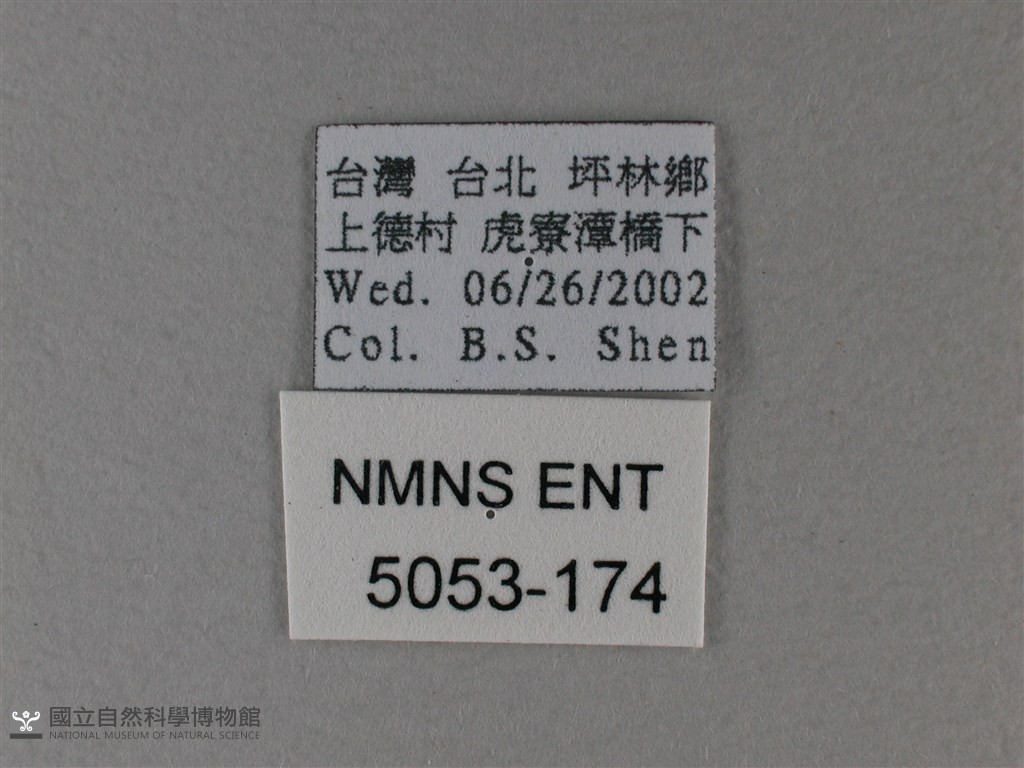 台灣 台北 坪林鄉
上德村 虎寮潭橋下
Wed. 06/26/2002
Col. B.S. Shen
NMNS ENT
5053-174
國立自然科學博物館
NATIONAL MUSEUM OF NATURAL SCIENCE